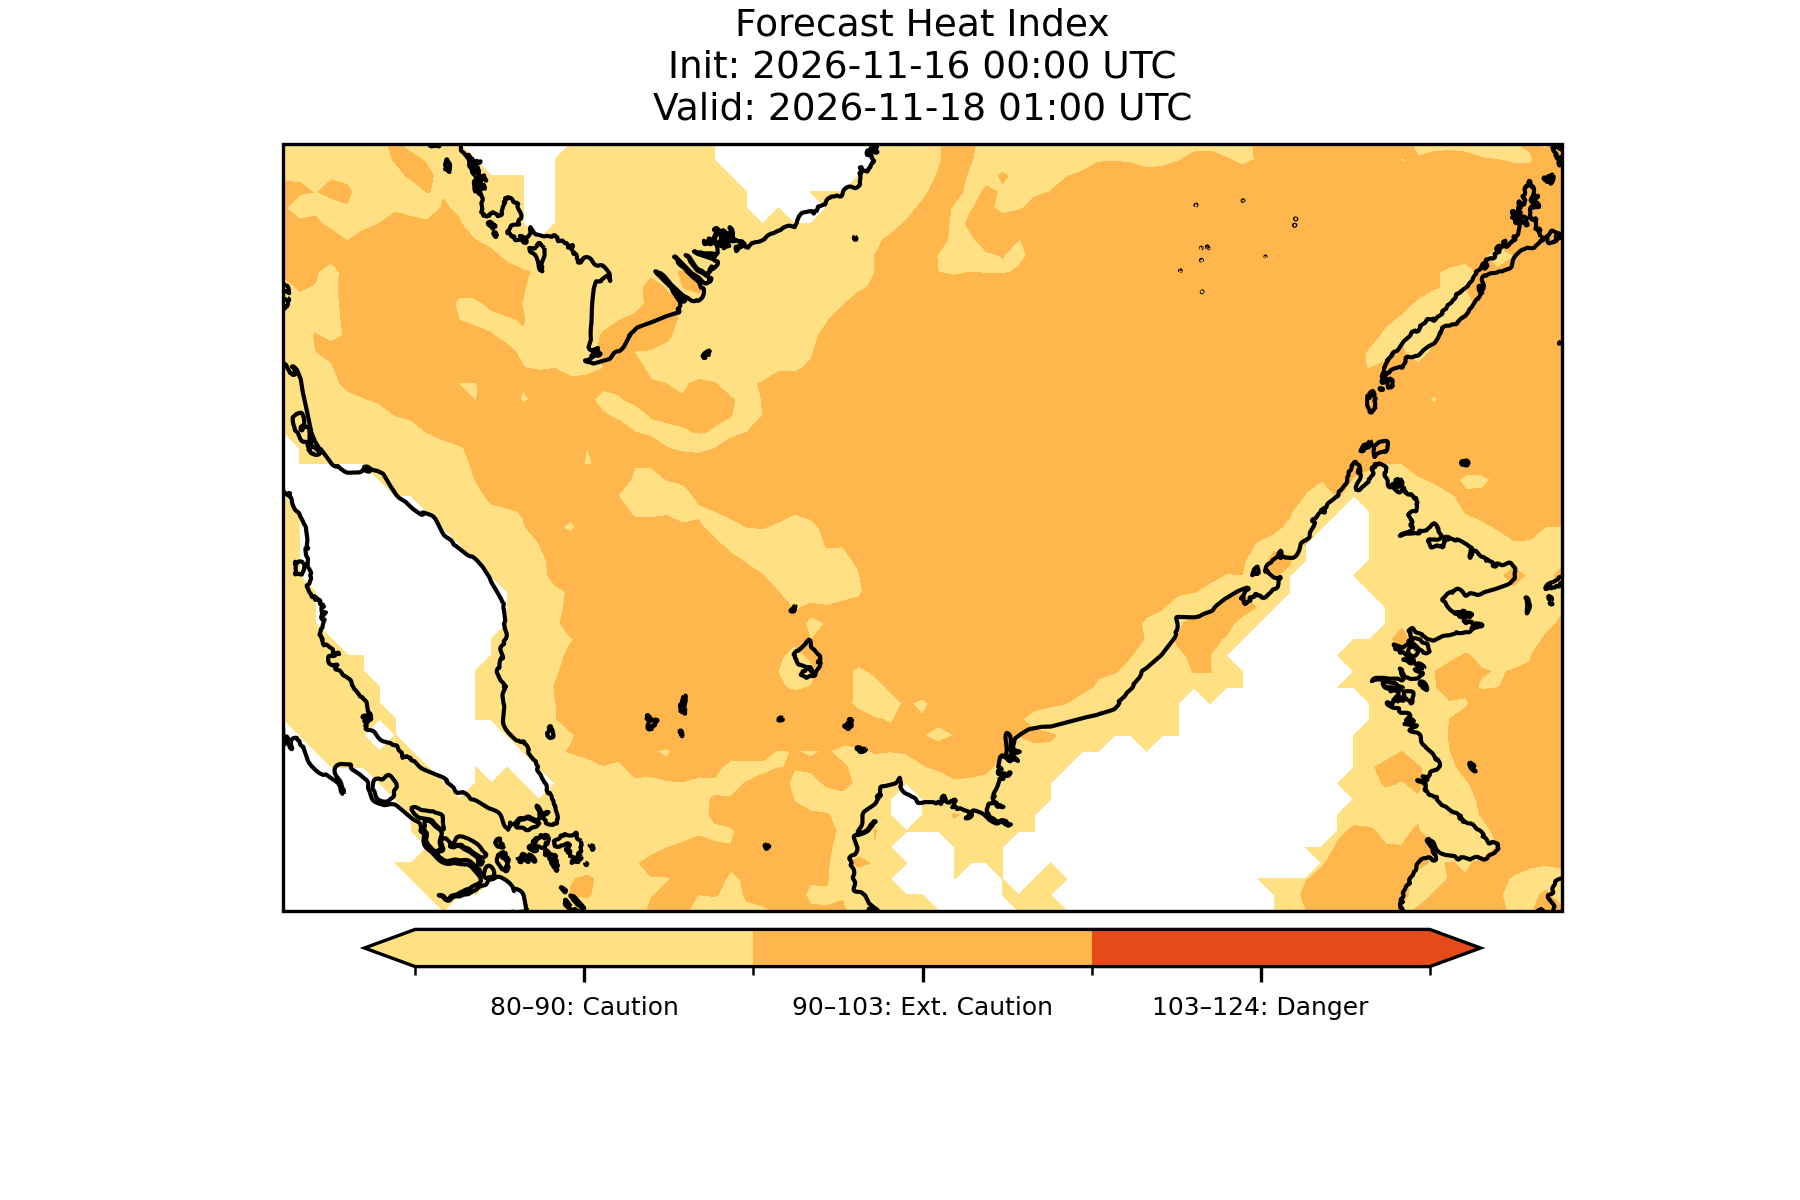 Forecast Heat Index
Init: 2026-11-16 00:00 UTC
Valid: 2026-11-18 01:00 UTC
80–90: Caution
90–103: Ext. Caution
103–124: Danger